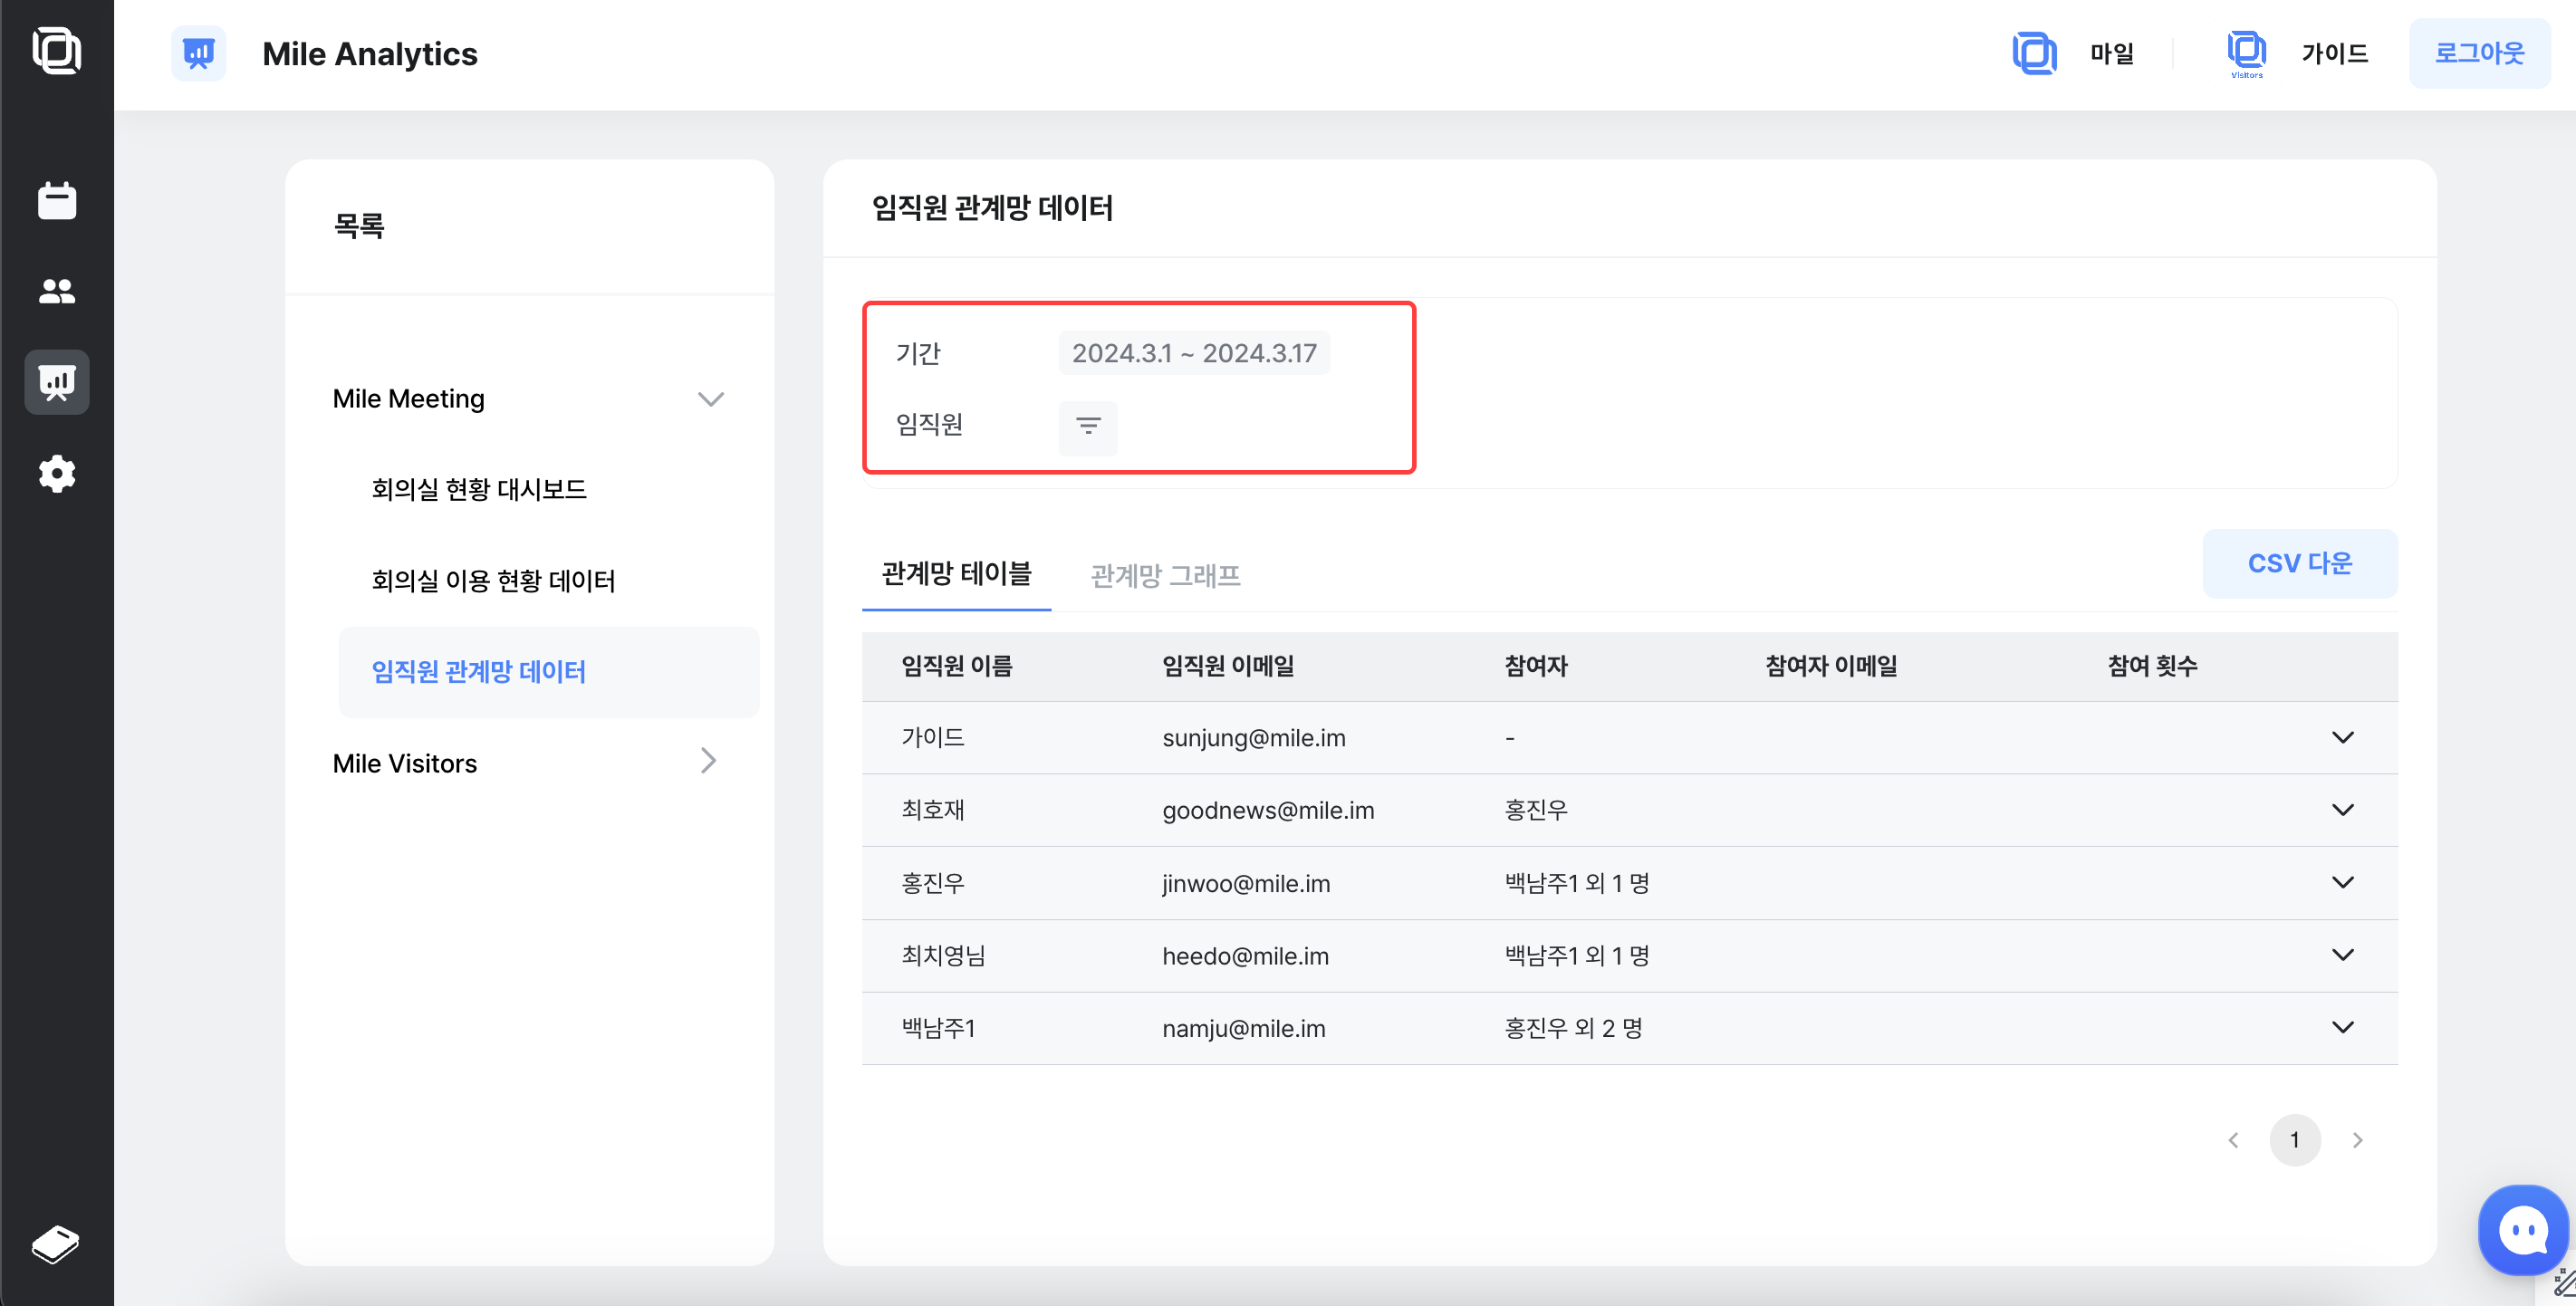 Mile Analytics
마일
Visitors
가이드
로그아웃
목록
Mile Meeting
회의실 현황 대시보드
회의실 이용 현황 데이터
임직원 관계망 데이터
Mile Visitors
임직원 관계망 데이터
기간 2024.3.1 ~ 2024.3.17
임직원
관계망 테이블 관계망 그래프 CSV 다운
임직원 이름 임직원 이메일 참여자 참여자 이메일 참여 횟수
가이드 sunjung@mile.im -
최호재 goodnews@mile.im 홍진우
홍진우 jinwoo@mile.im 백남주1 외 1 명
최치영님 heedo@mile.im 백남주1 외 1 명
백남주1 namju@mile.im 홍진우 외 2 명
1